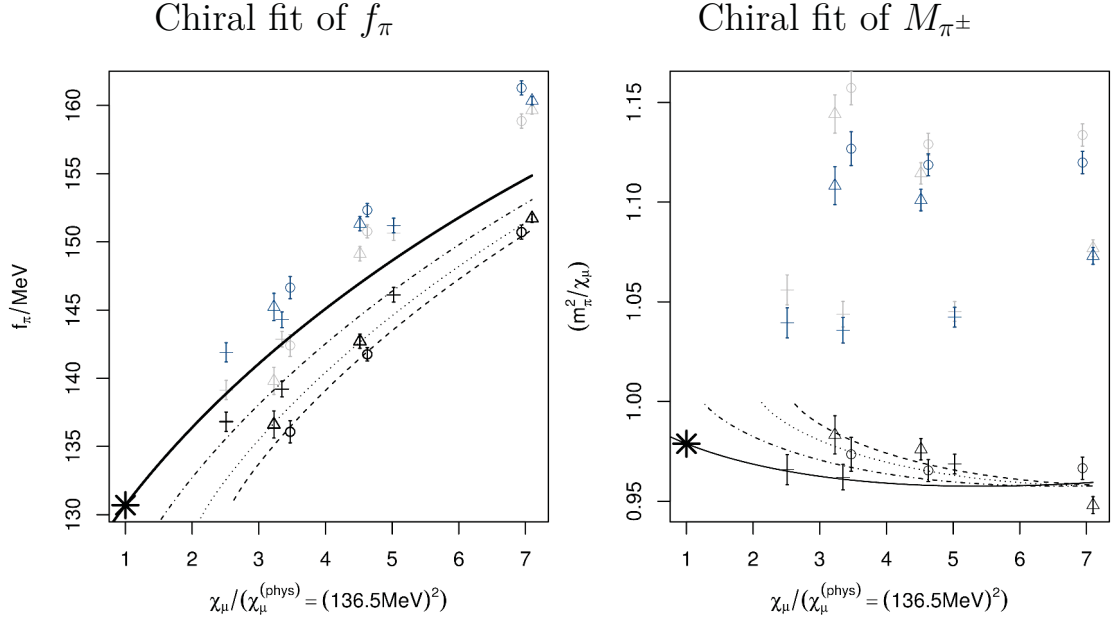 Chiral fit of f_π
Chiral fit of M_π±
f_π/MeV
160
155
150
145
140
135
130
1 2 3 4 5 6 7
χ_μ/(χ_μ^(phys) = (136.5MeV)²)
(m_π²/χ_μ)
1.15
1.10
1.05
1.00
0.95
1 2 3 4 5 6 7
χ_μ/(χ_μ^(phys) = (136.5MeV)²)